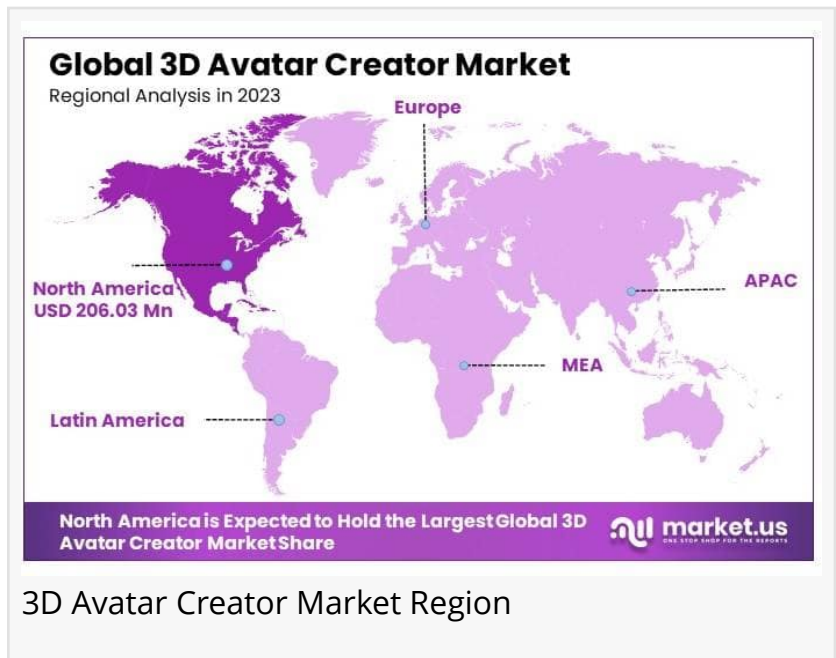 Global 3D Avatar Creator Market
Regional Analysis in 2023
Europe
North America
USD 206.03 Mn
APAC
MEA
Latin America
North America is Expected to Hold the Largest Global 3D
Avatar Creator Market Share
market.us
ONE STOP SHOP FOR THE REPORTS
3D Avatar Creator Market Region